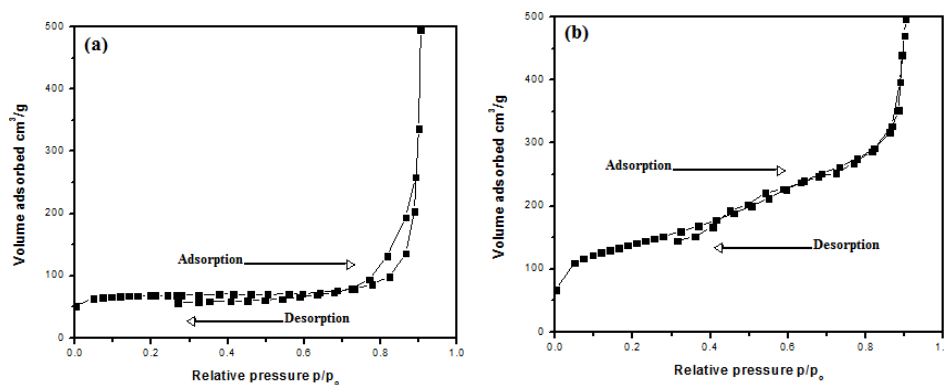 (a)
500
400
300
200
100
0
Volume adsorbed cm³/g
Adsorption
Desorption
0.0 0.2 0.4 0.6 0.8 1.0
Relative pressure p/pₒ
(b)
500
400
300
200
100
0
Volume adsorbed cm³/g
Adsorption
Desorption
0.0 0.2 0.4 0.6 0.8 1.
Relative pressure p/pₒ